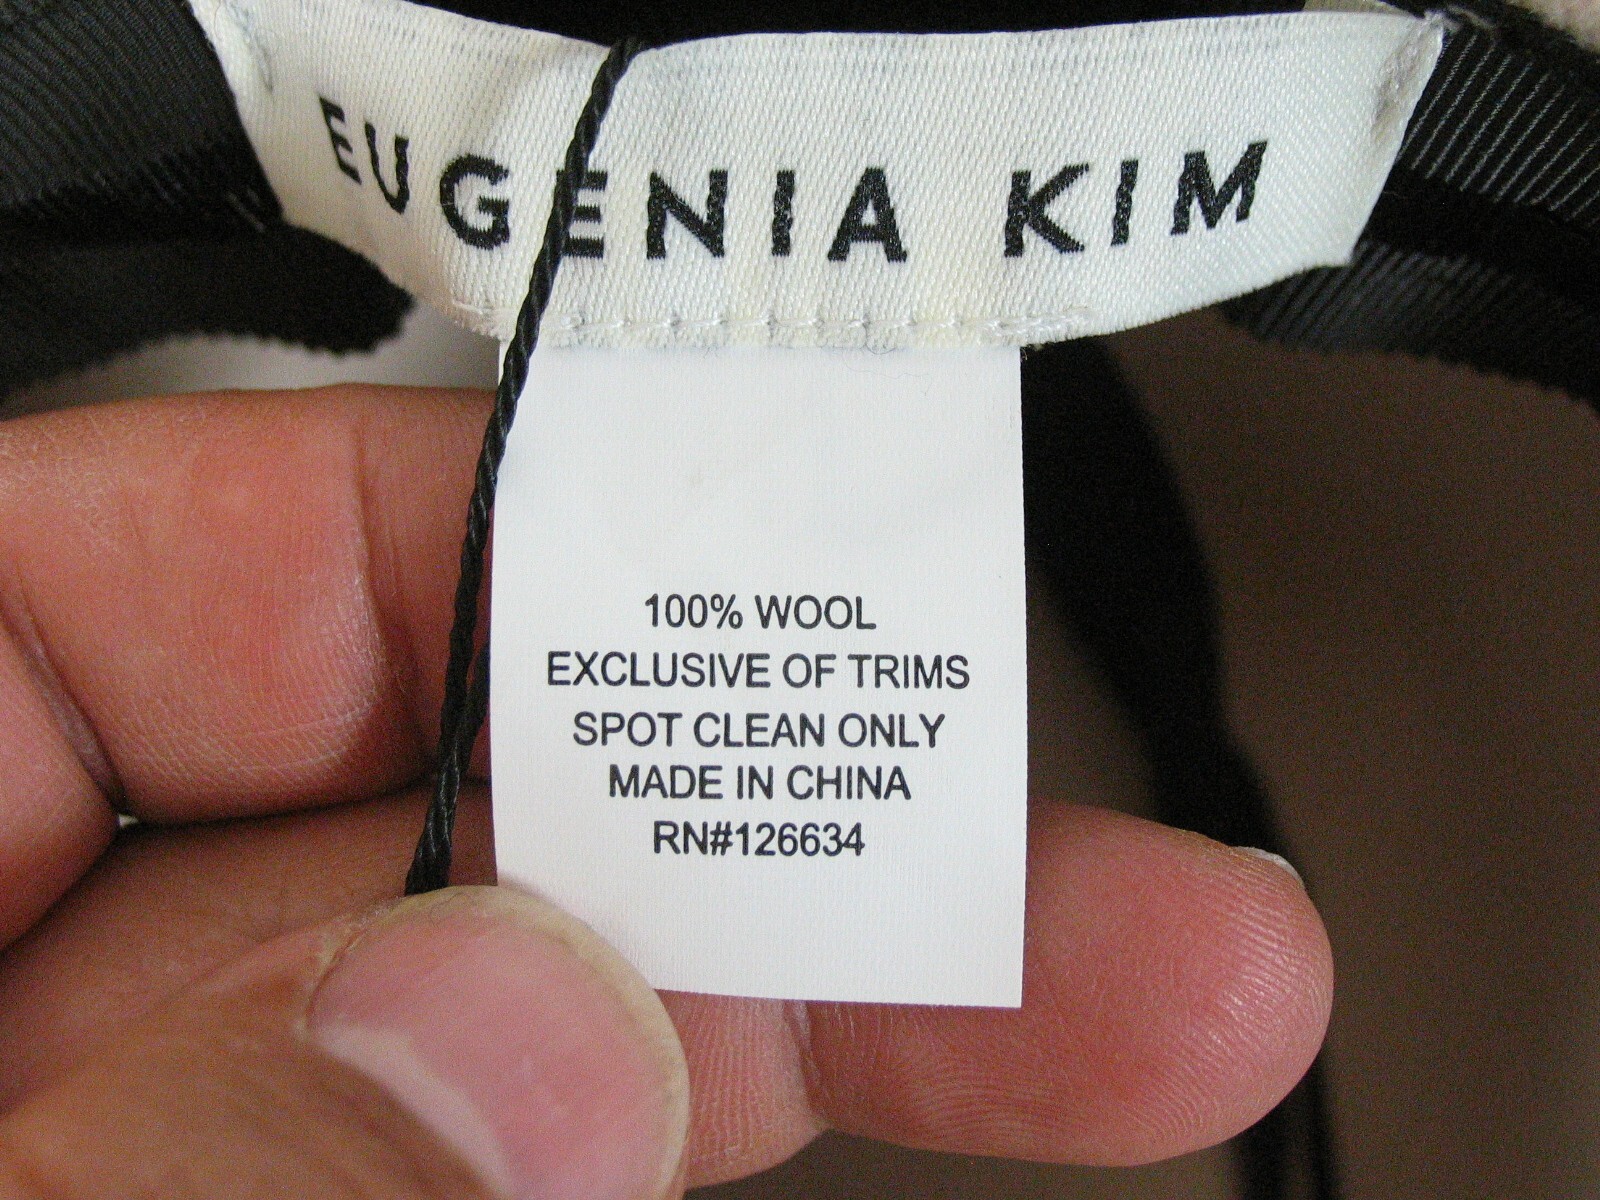 EUGENIA KIM
100% WOOL
EXCLUSIVE OF TRIMS
SPOT CLEAN ONLY
MADE IN CHINA
RN#126634